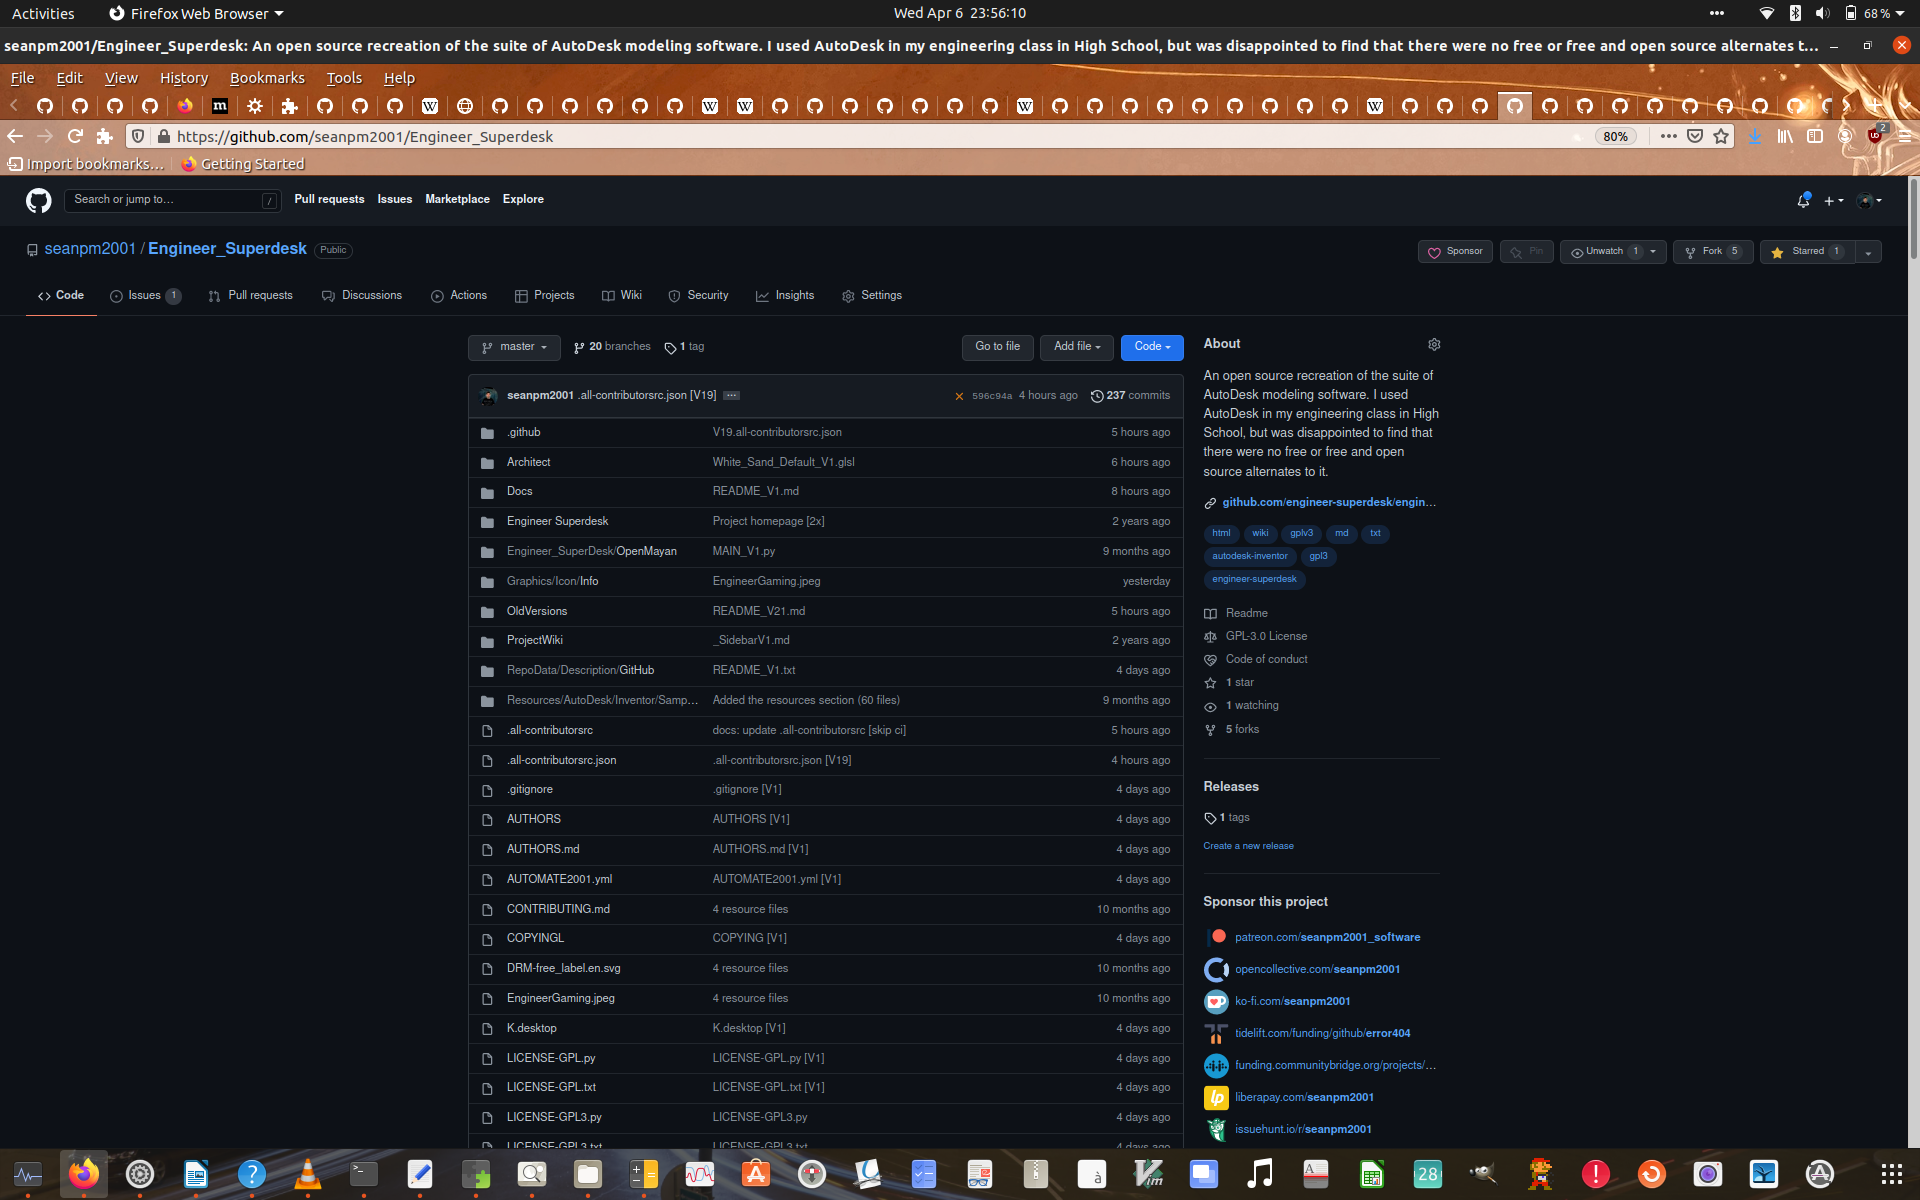 Activities
Firefox Web Browser
Wed Apr 6 23:56:10
68 %
seanpm2001/Engineer_Superdesk: An open source recreation of the suite of AutoDesk modeling software. I used AutoDesk in my engineering class in High School, but was disappointed to find that there were no free or free and open source alternates t...
File Edit View History Bookmarks Tools Help
https://github.com/seanpm2001/Engineer_Superdesk
80%
2
Import bookmarks...
Getting Started
Search or jump to...
/
Pull requests Issues Marketplace Explore
seanpm2001 / Engineer_Superdesk Public
Sponsor
Pin
Unwatch 1
Fork 5
Starred 1
Code
Issues 1
Pull requests
Discussions
Actions
Projects
Wiki
Security
Insights
Settings
master
20 branches
1 tag
Go to file
Add file
Code
seanpm2001 .all-contributorsrc.json [V19] ...
596c94a 4 hours ago
237 commits
.github V19.all-contributorsrc.json 5 hours ago
Architect White_Sand_Default_V1.glsl 6 hours ago
Docs README_V1.md 8 hours ago
Engineer Superdesk Project homepage [2x] 2 years ago
Engineer_SuperDesk/OpenMayan MAIN_V1.py 9 months ago
Graphics/Icon/Info EngineerGaming.jpeg yesterday
OldVersions README_V21.md 5 hours ago
ProjectWiki _SidebarV1.md 2 years ago
RepoData/Description/GitHub README_V1.txt 4 days ago
Resources/AutoDesk/Inventor/Samp... Added the resources section (60 files) 9 months ago
.all-contributorsrc docs: update .all-contributorsrc [skip ci] 5 hours ago
.all-contributorsrc.json .all-contributorsrc.json [V19] 4 hours ago
.gitignore .gitignore [V1] 4 days ago
AUTHORS AUTHORS [V1] 4 days ago
AUTHORS.md AUTHORS.md [V1] 4 days ago
AUTOMATE2001.yml AUTOMATE2001.yml [V1] 4 days ago
CONTRIBUTING.md 4 resource files 10 months ago
COPYINGL COPYING [V1] 4 days ago
DRM-free_label.en.svg 4 resource files 10 months ago
EngineerGaming.jpeg 4 resource files 10 months ago
K.desktop K.desktop [V1] 4 days ago
LICENSE-GPL.py LICENSE-GPL.py [V1] 4 days ago
LICENSE-GPL.txt LICENSE-GPL.txt [V1] 4 days ago
LICENSE-GPL3.py LICENSE-GPL3.py 4 days ago
LICENSE-GPL3.txt LICENSE-GPL3.txt 4 days ago
About
An open source recreation of the suite of
AutoDesk modeling software. I used
AutoDesk in my engineering class in High
School, but was disappointed to find that
there were no free or free and open
source alternates to it.
github.com/engineer-superdesk/engin...
html wiki gplv3 md txt
autodesk-inventor gpl3
engineer-superdesk
Readme
GPL-3.0 License
Code of conduct
1 star
1 watching
5 forks
Releases
1 tags
Create a new release
Sponsor this project
patreon.com/seanpm2001_software
opencollective.com/seanpm2001
ko-fi.com/seanpm2001
tidelift.com/funding/github/error404
funding.communitybridge.org/projects/...
liberapay.com/seanpm2001
issuehunt.io/r/seanpm2001
28